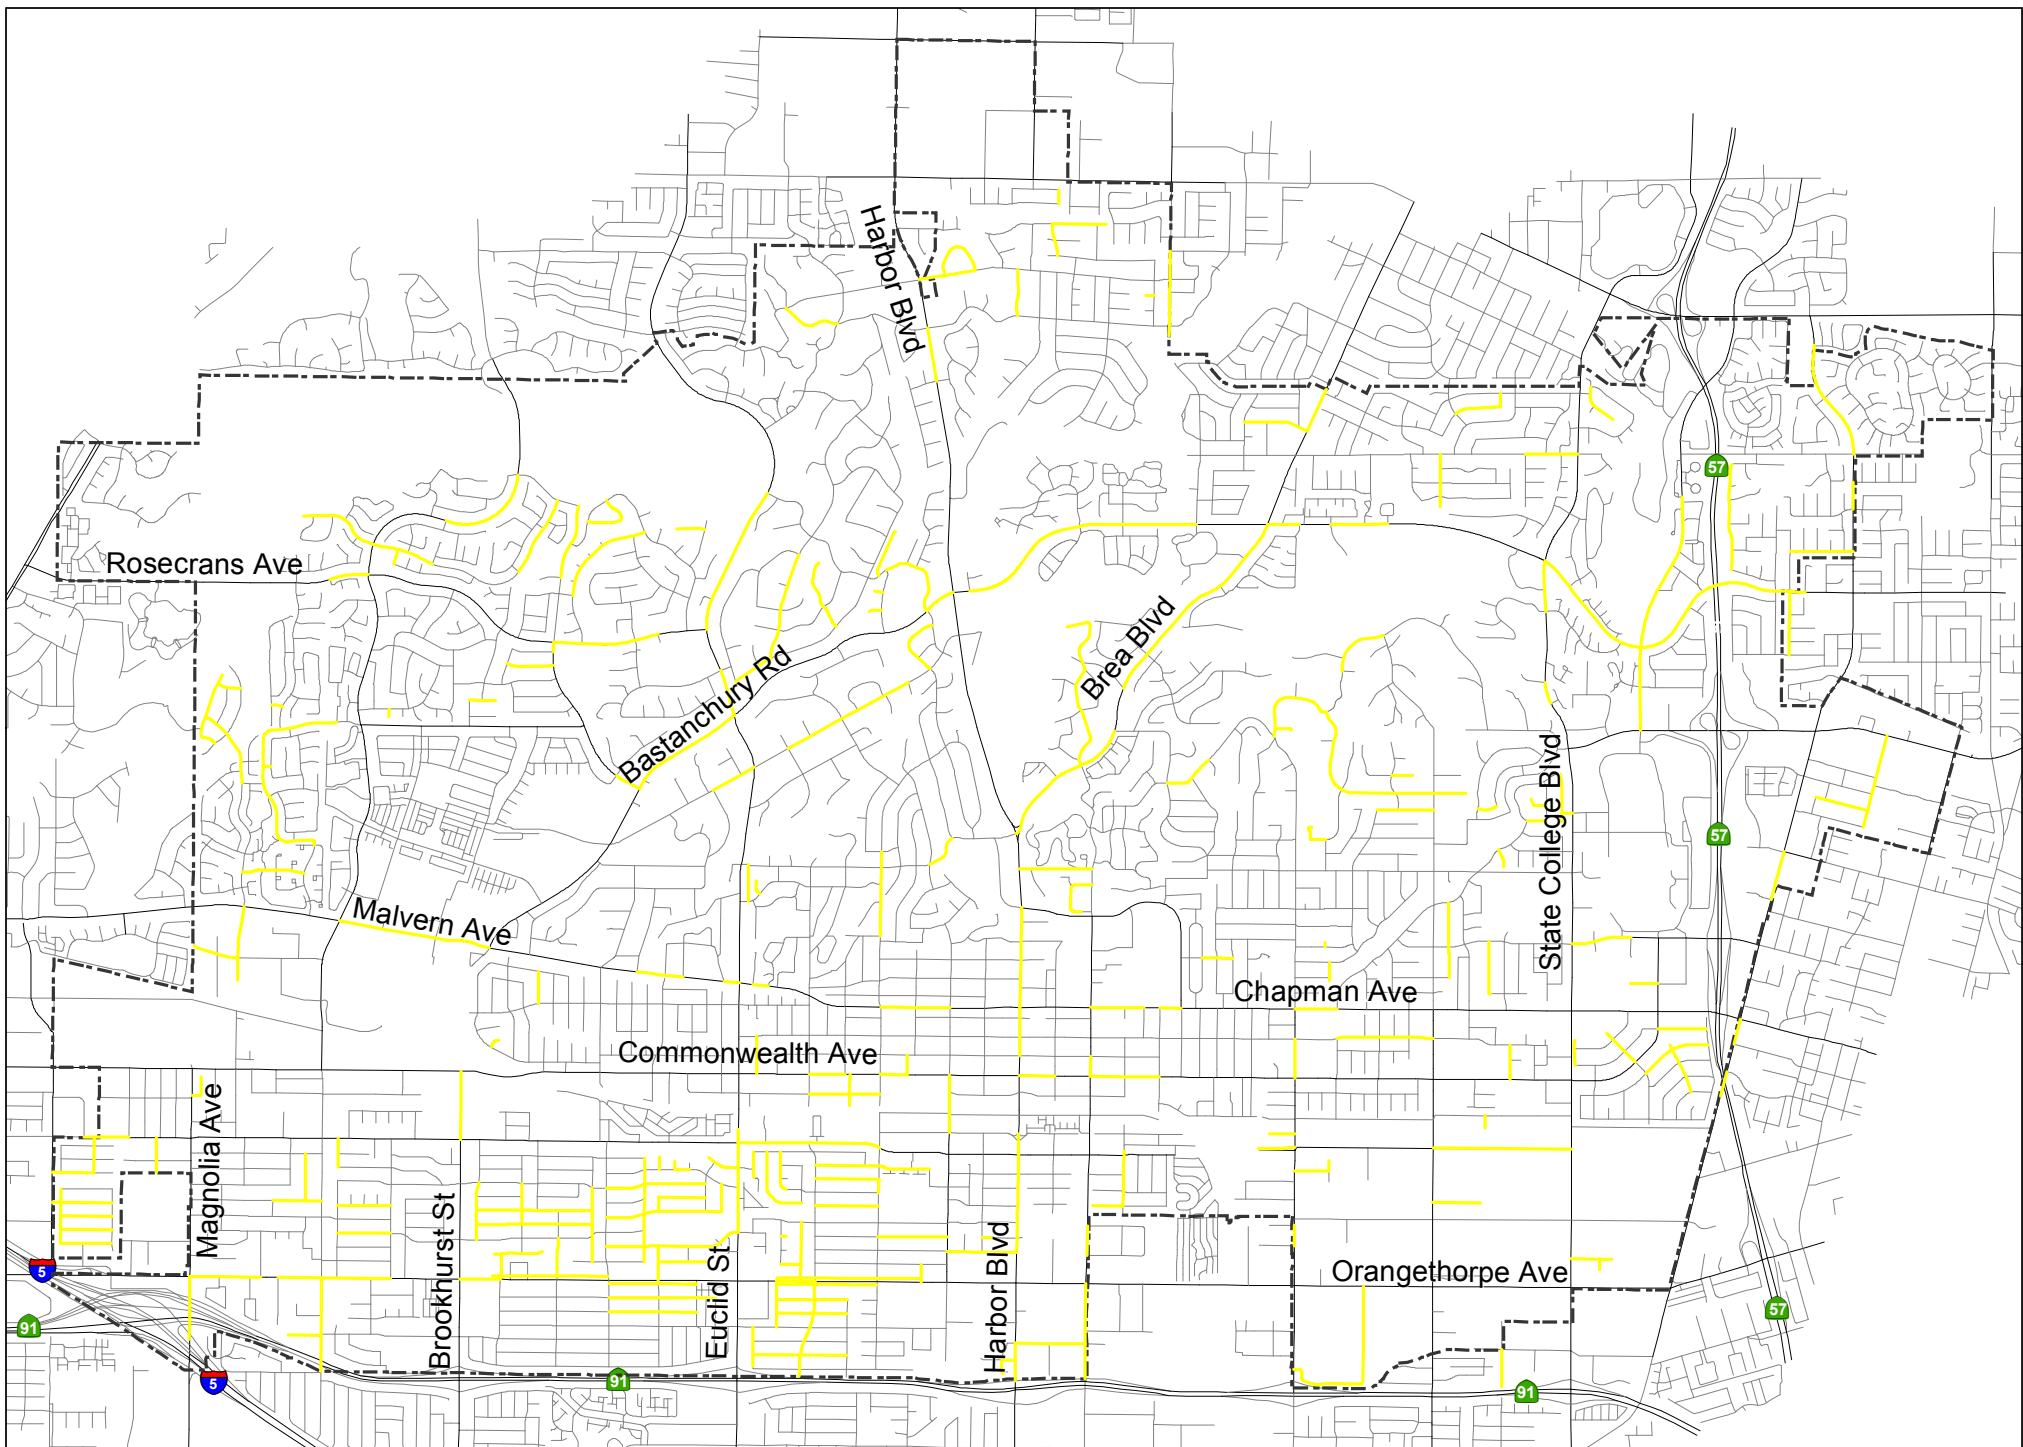 Harbor Blvd
57
Rosecrans Ave
Brea Blvd
Bastanchury Rd
State College Blvd
57
Malvern Ave
Chapman Ave
Commonwealth Ave
Magnolia Ave
Brookhurst St
Euclid St
Harbor Blvd
Orangethorpe Ave
5
57
91
5
91
91